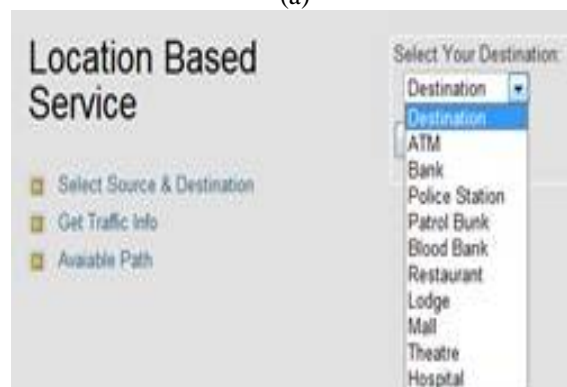 (a)
Location Based
Service
Select Source & Destination
Get Traffic Info
Avaiable Path
Select Your Destination:
Destination
Destination
ATM
Bank
Police Station
Patrol Bunk
Blood Bank
Restaurant
Lodge
Mall
Theatre
Hospital